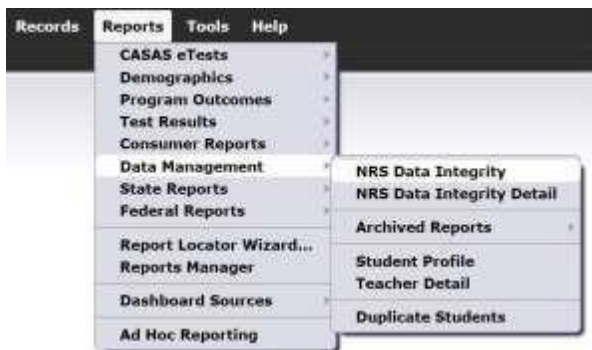 Records Reports Tools Help
CASAS eTests
Demographics
Program Outcomes
Test Results
Consumer Reports
Data Management
State Reports
Federal Reports
Report Locator Wizard...
Reports Manager
Dashboard Sources
Ad Hoc Reporting
NRS Data Integrity
NRS Data Integrity Detail
Archived Reports
Student Profile
Teacher Detail
Duplicate Students